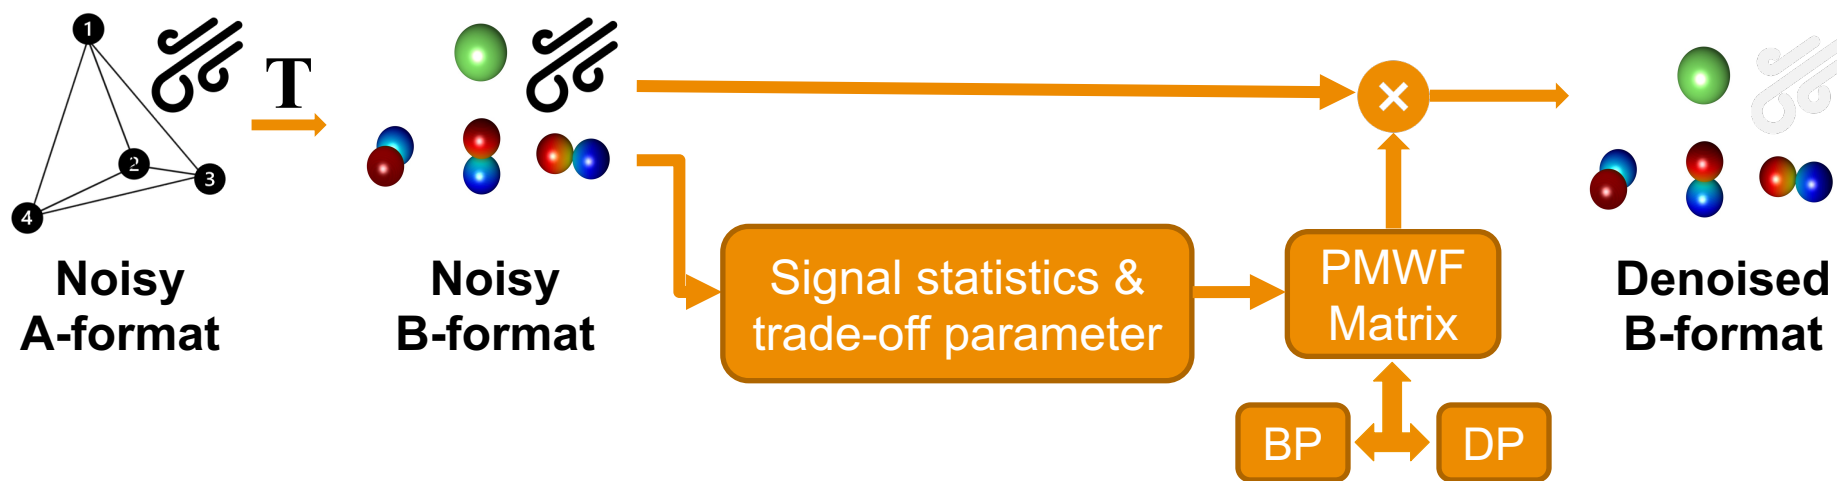 1
2
3
4
T
Noisy
A-format
Noisy
B-format
Signal statistics &
trade-off parameter
×
PMWF
Matrix
BP
DP
Denoised
B-format